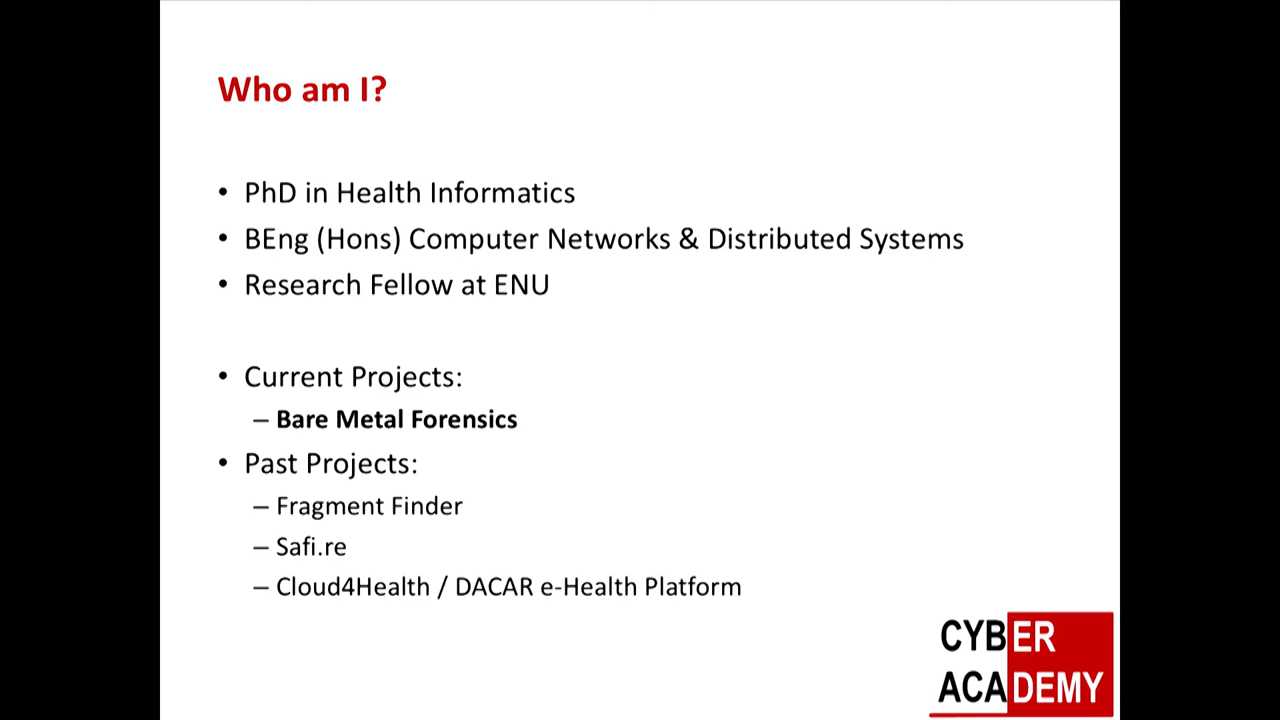 Who am I?
• PhD in Health Informatics
• BEng (Hons) Computer Networks & Distributed Systems
• Research Fellow at ENU
• Current Projects:
– Bare Metal Forensics
• Past Projects:
– Fragment Finder
– Safi.re
– Cloud4Health / DACAR e-Health Platform
CYBER
ACADEMY